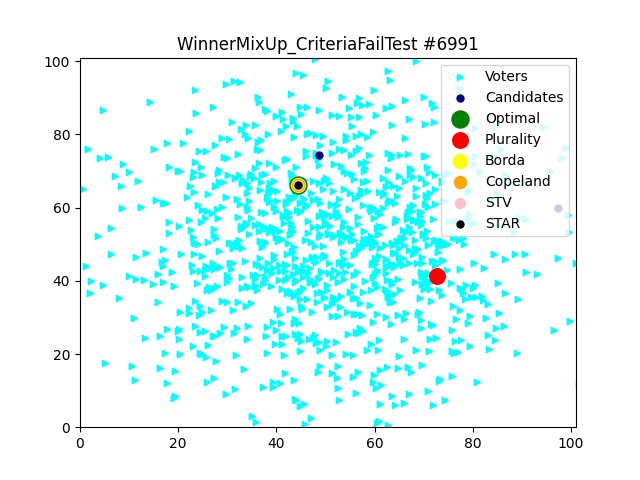 WinnerMixUp_CriteriaFailTest #6991
100
80
60
40
20
0
0
20
40
60
80
100
Voters
Candidates
Optimal
Plurality
Borda
Copeland
STV
STAR